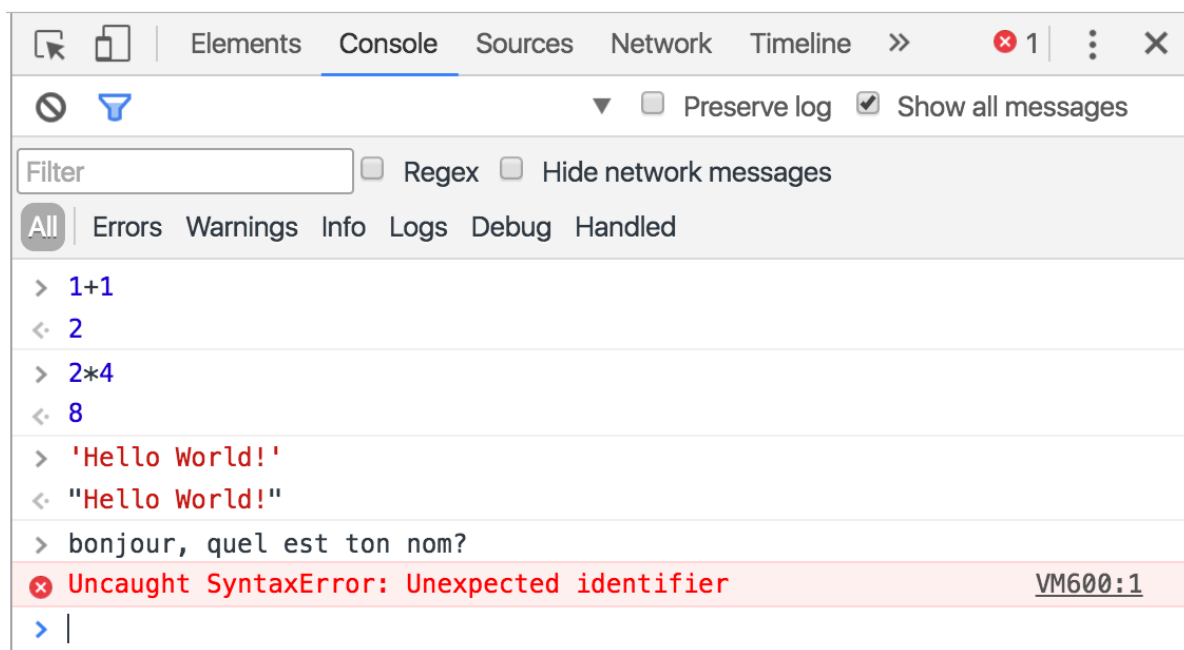 Elements Console Sources Network Timeline » 1
Preserve log Show all messages
Filter Regex Hide network messages
All Errors Warnings Info Logs Debug Handled
> 1+1
2
> 2*4
8
> 'Hello World!'
"Hello World!"
> bonjour, quel est ton nom?
Uncaught SyntaxError: Unexpected identifier VM600:1
>